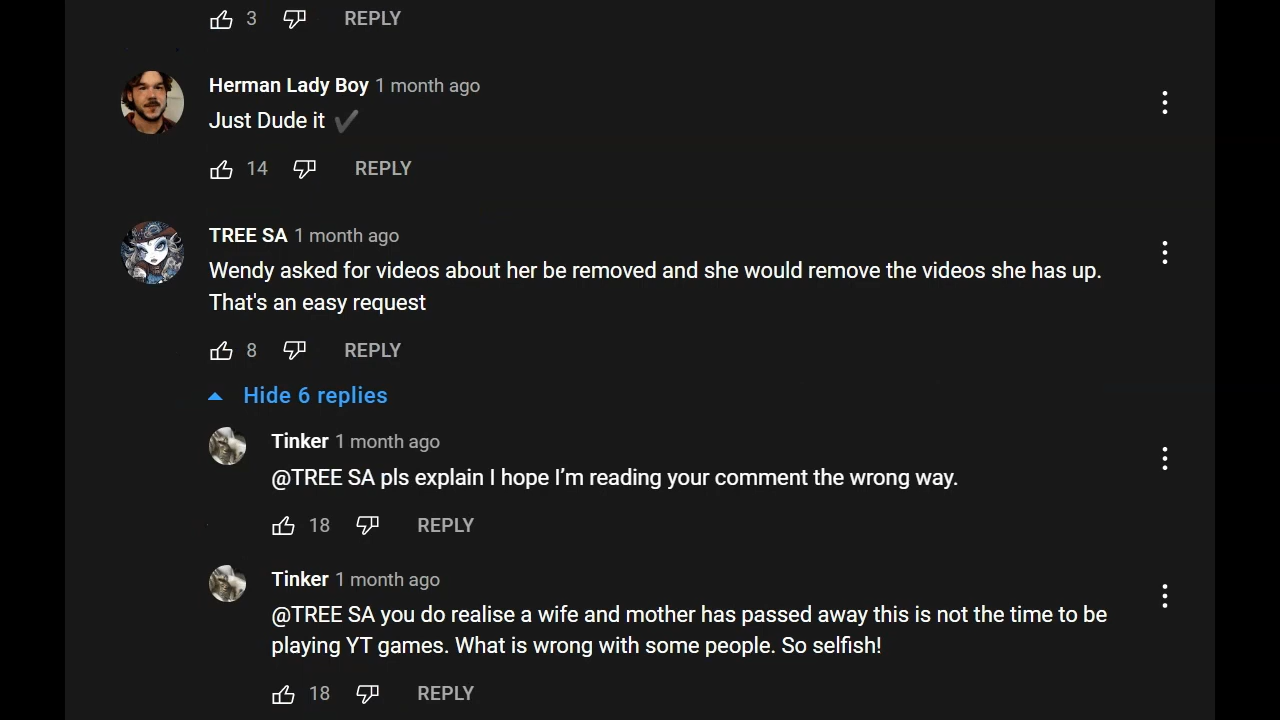 3 REPLY
Herman Lady Boy 1 month ago
Just Dude it ✔
14 REPLY
TREE SA 1 month ago
Wendy asked for videos about her be removed and she would remove the videos she has up.
That's an easy request
8 REPLY
Hide 6 replies
Tinker 1 month ago
@TREE SA pls explain I hope I’m reading your comment the wrong way.
18 REPLY
Tinker 1 month ago
@TREE SA you do realise a wife and mother has passed away this is not the time to be
playing YT games. What is wrong with some people. So selfish!
18 REPLY